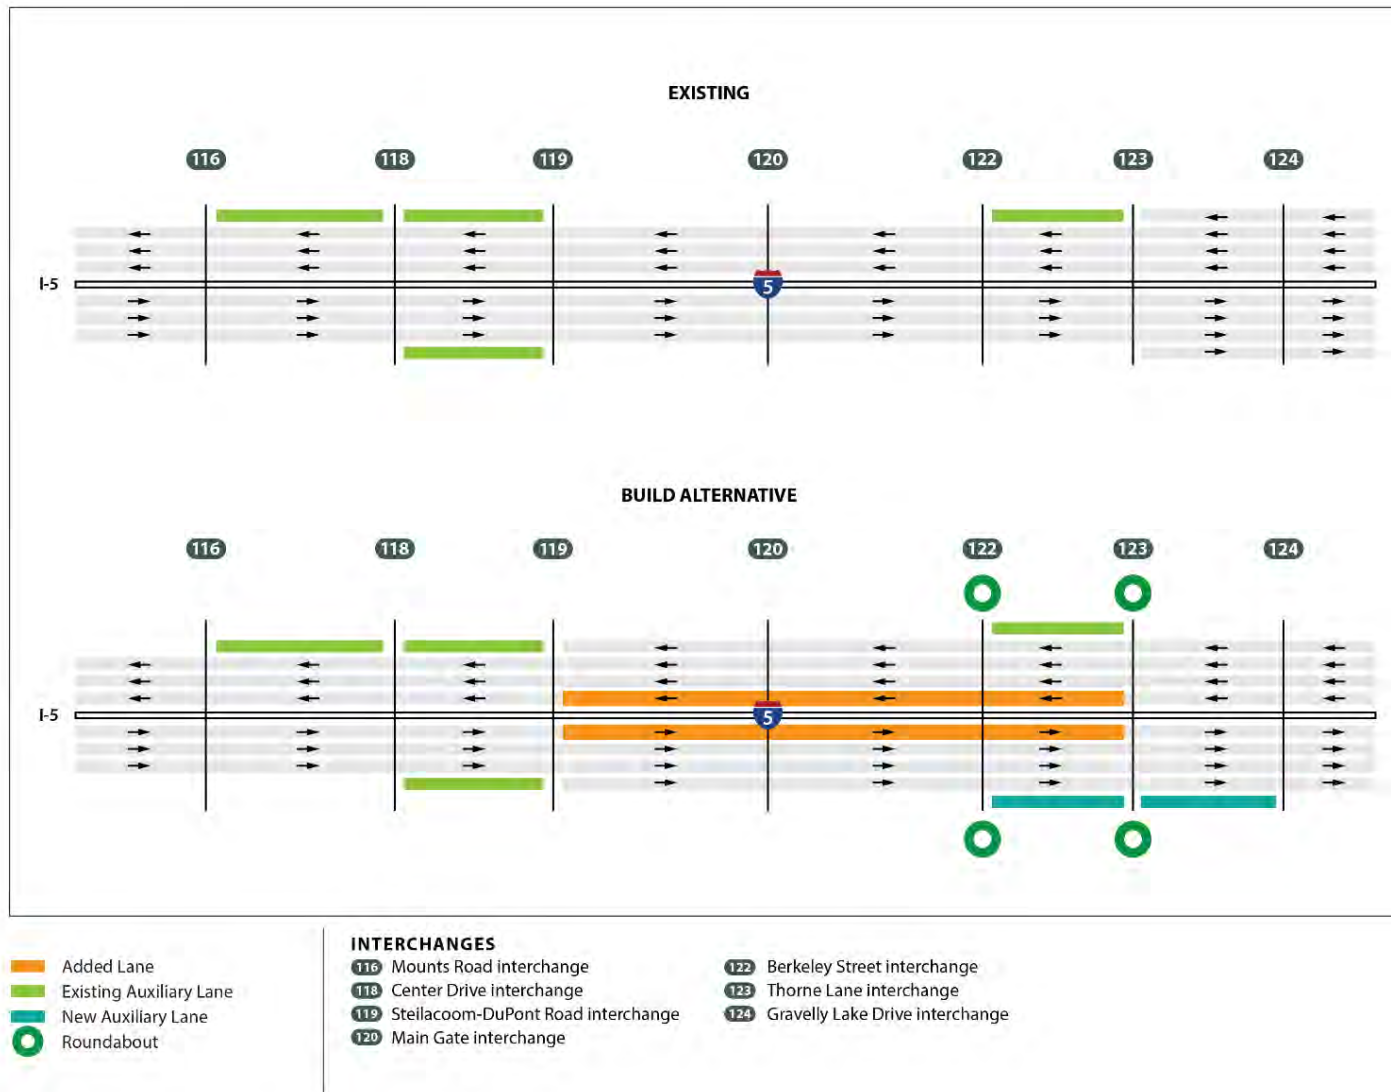 EXISTING
116 118 119 120 122 123 124
I-5
5
BUILD ALTERNATIVE
116 118 119 120 122 123 124
I-5
5
Added Lane
Existing Auxiliary Lane
New Auxiliary Lane
Roundabout
INTERCHANGES
116 Mounts Road interchange
118 Center Drive interchange
119 Steilacoom-DuPont Road interchange
120 Main Gate interchange
122 Berkeley Street interchange
123 Thorne Lane interchange
124 Gravelly Lake Drive interchange